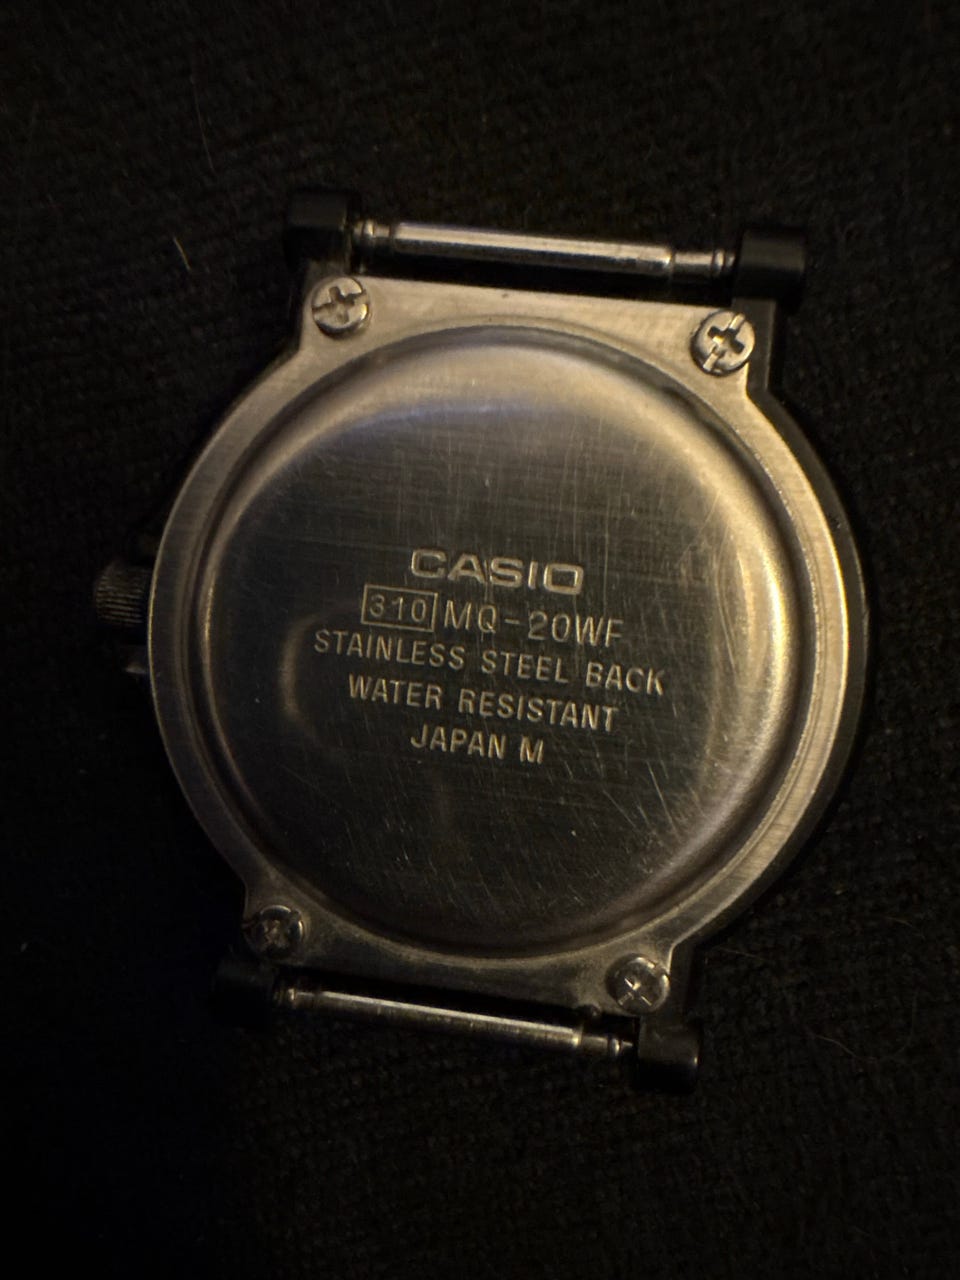 CASIO
310 MQ-20WF
STAINLESS STEEL BACK
WATER RESISTANT
JAPAN M